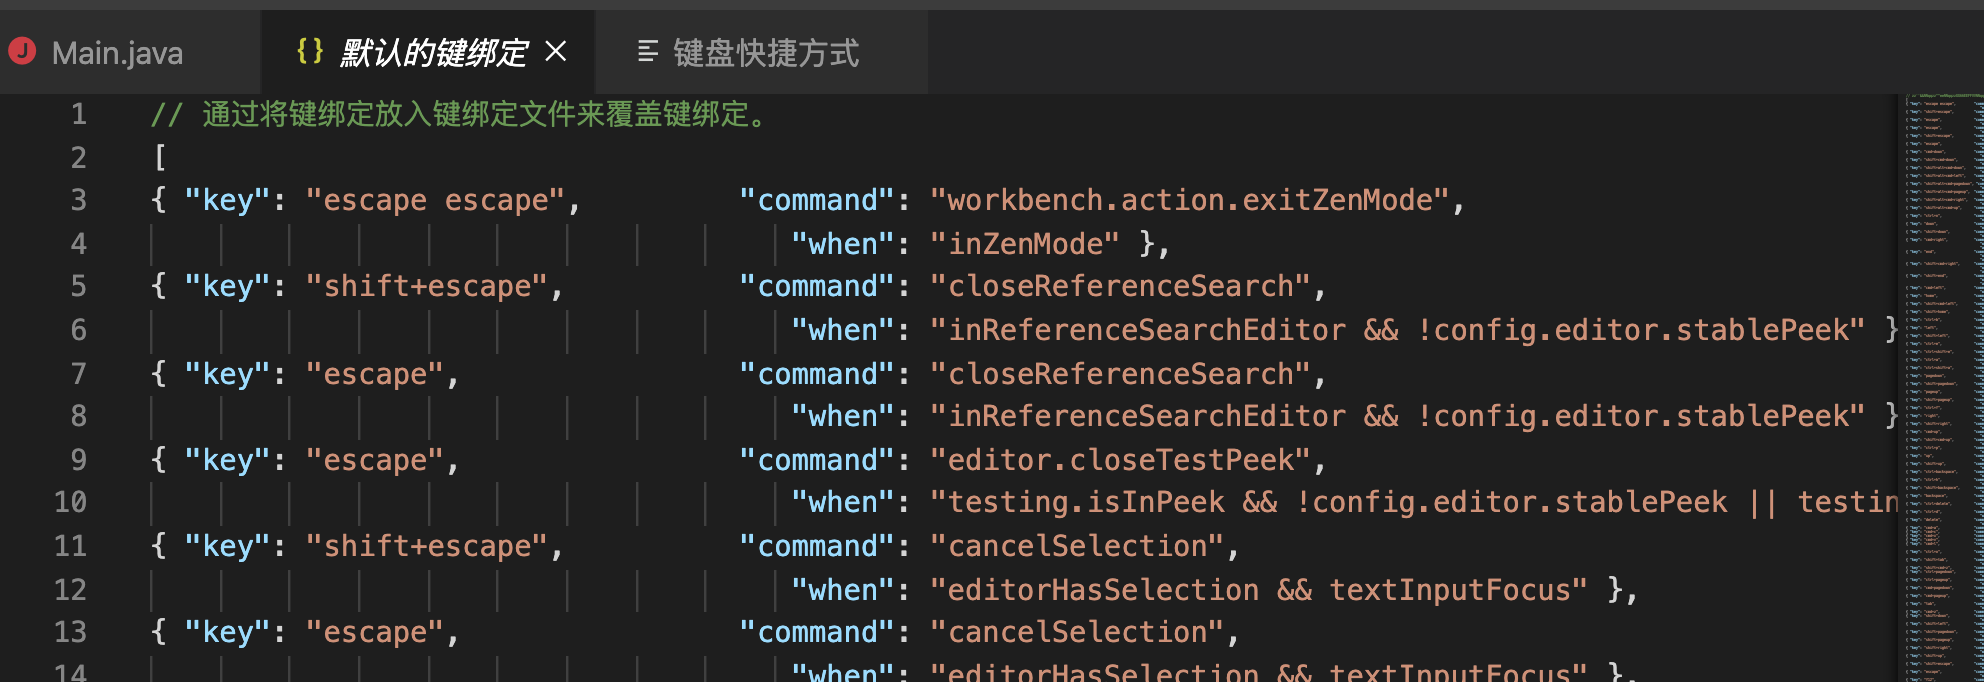 J Main.java {} 默认的键绑定 × 键盘快捷方式
1 // 通过将键绑定放入键绑定文件来覆盖键绑定。
2 [
3 { "key": "escape escape", "command": "workbench.action.exitZenMode",
4 "when": "inZenMode" },
5 { "key": "shift+escape", "command": "closeReferenceSearch",
6 "when": "inReferenceSearchEditor && !config.editor.stablePeek" }
7 { "key": "escape", "command": "closeReferenceSearch",
8 "when": "inReferenceSearchEditor && !config.editor.stablePeek" }
9 { "key": "escape", "command": "editor.closeTestPeek",
10 "when": "testing.isInPeek && !config.editor.stablePeek || testin
11 { "key": "shift+escape", "command": "cancelSelection",
12 "when": "editorHasSelection && textInputFocus" },
13 { "key": "escape", "command": "cancelSelection",
14 "when": "editorHasSelection && textInputFocus" },